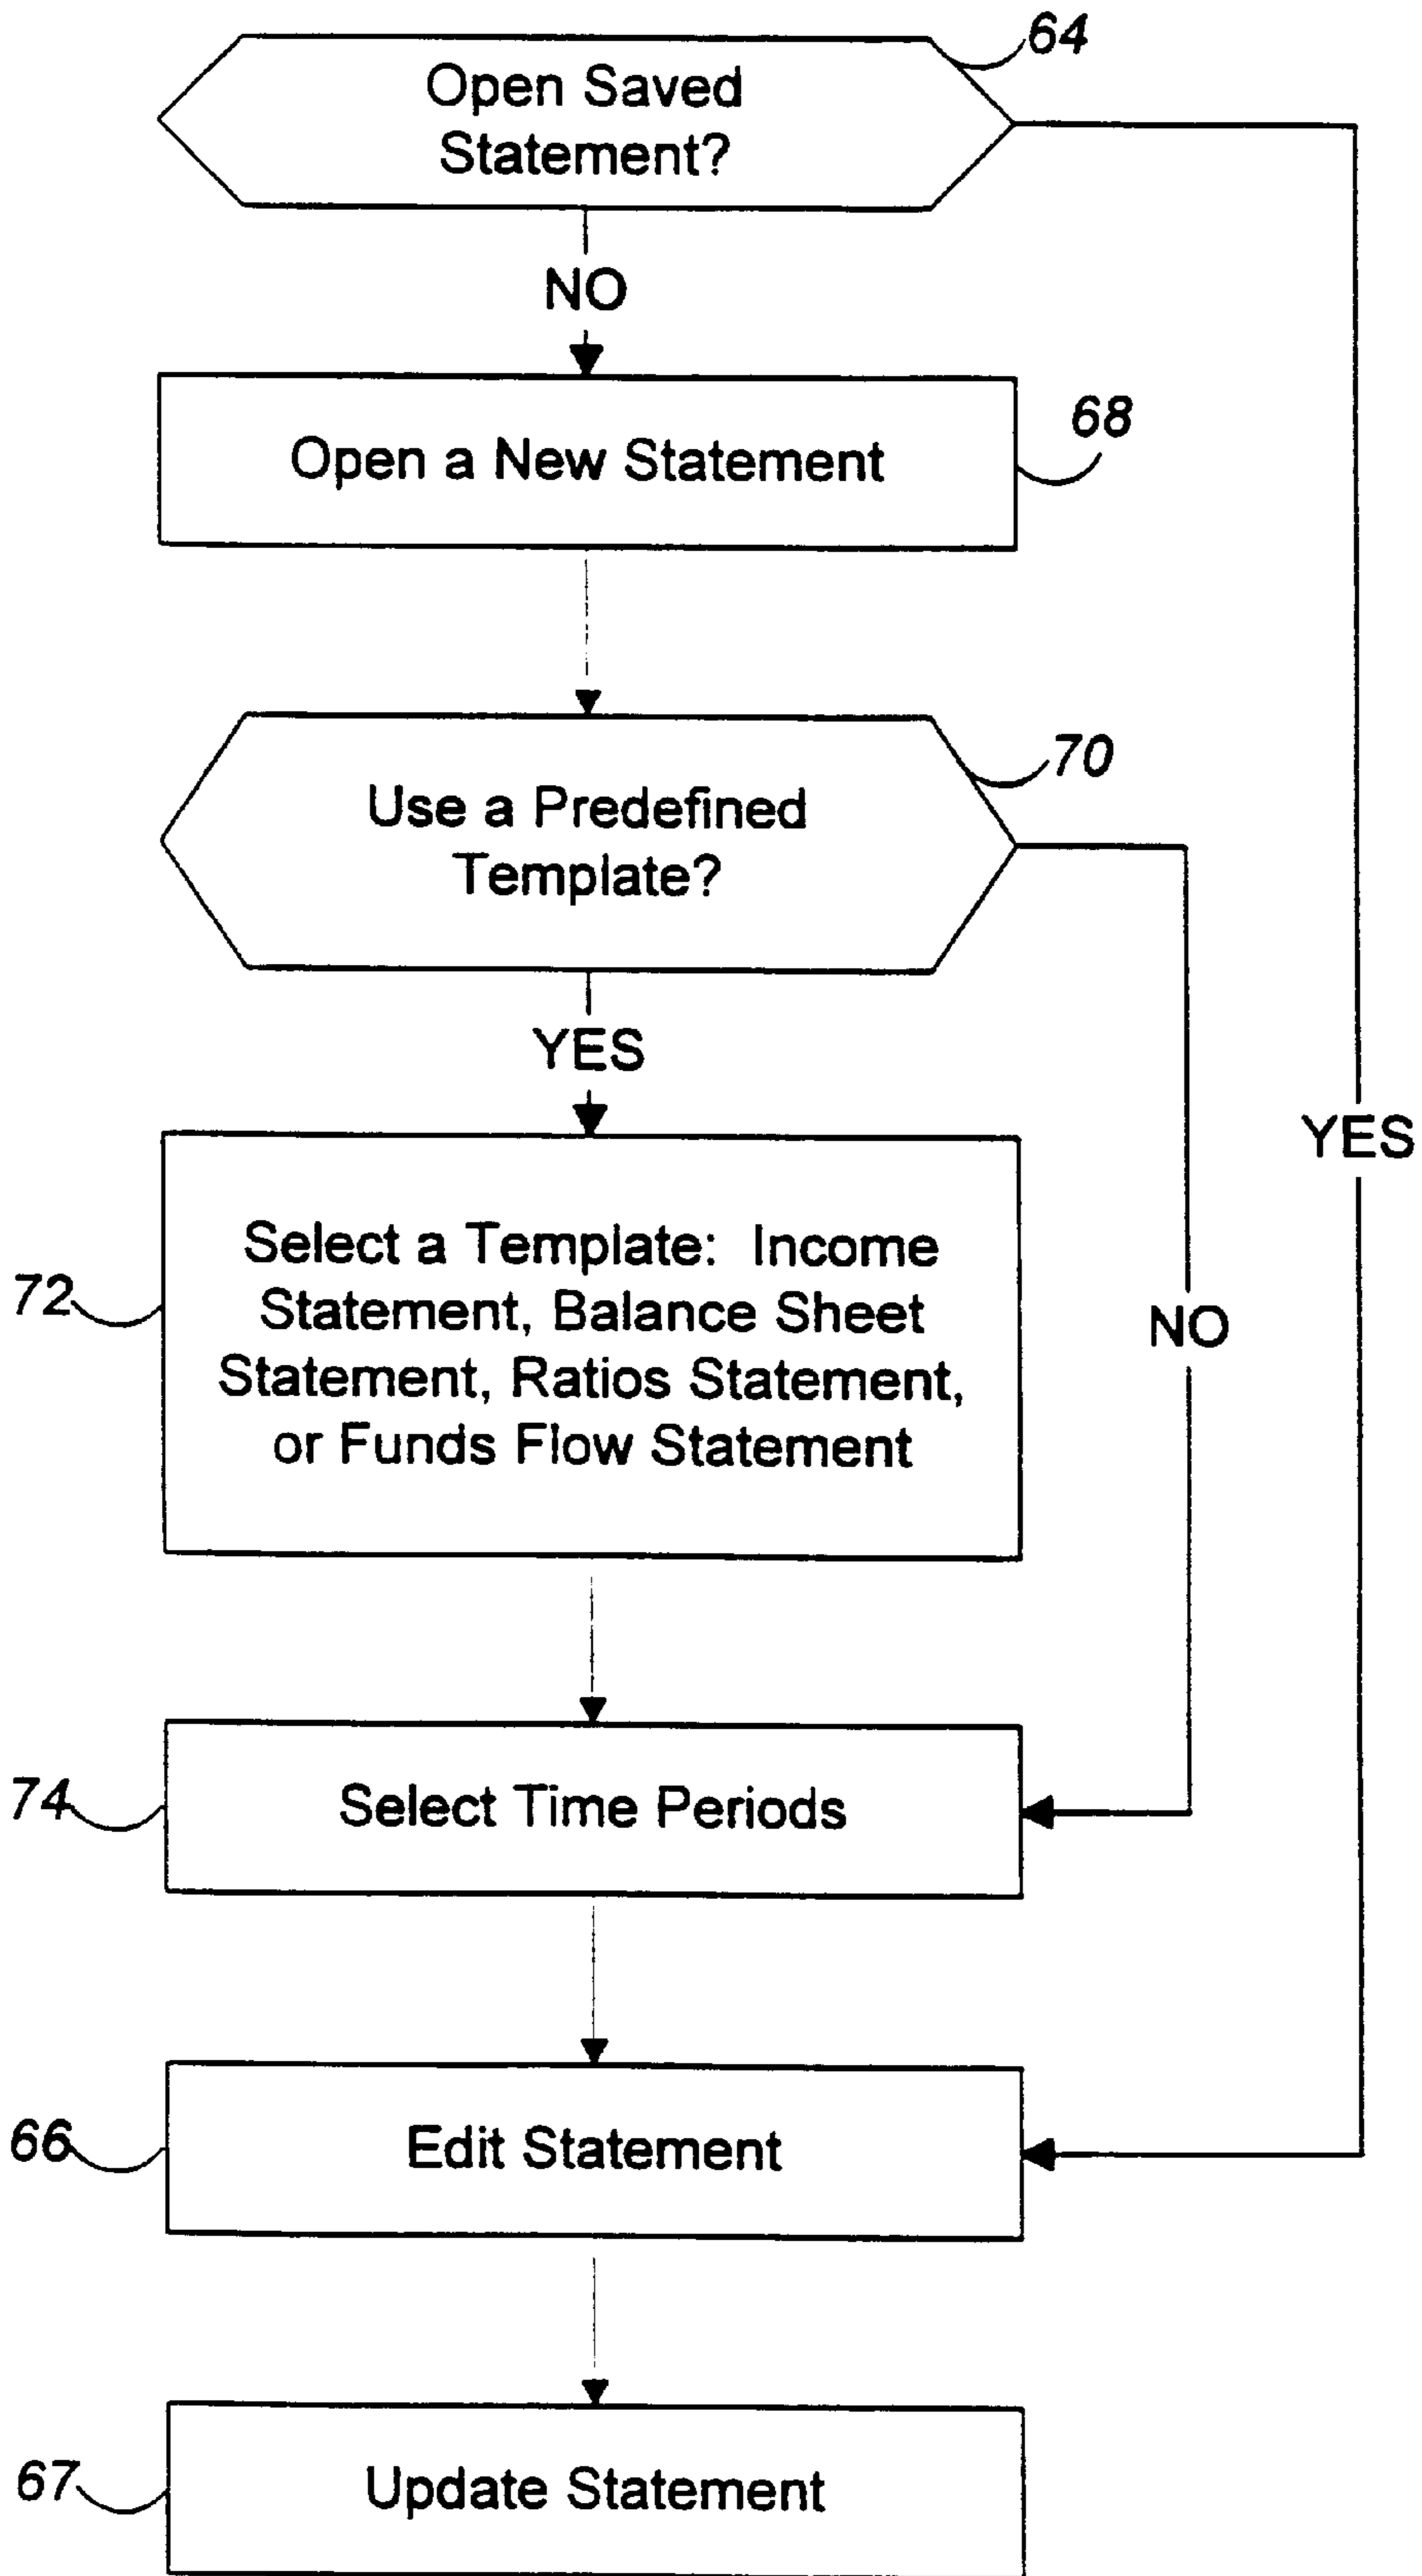 64
Open Saved
Statement?
NO
Open a New Statement
68
Use a Predefined
Template?
70
YES
YES
Select a Template: Income
Statement, Balance Sheet
Statement, Ratios Statement,
or Funds Flow Statement
72
NO
74
Select Time Periods
66
Edit Statement
67
Update Statement